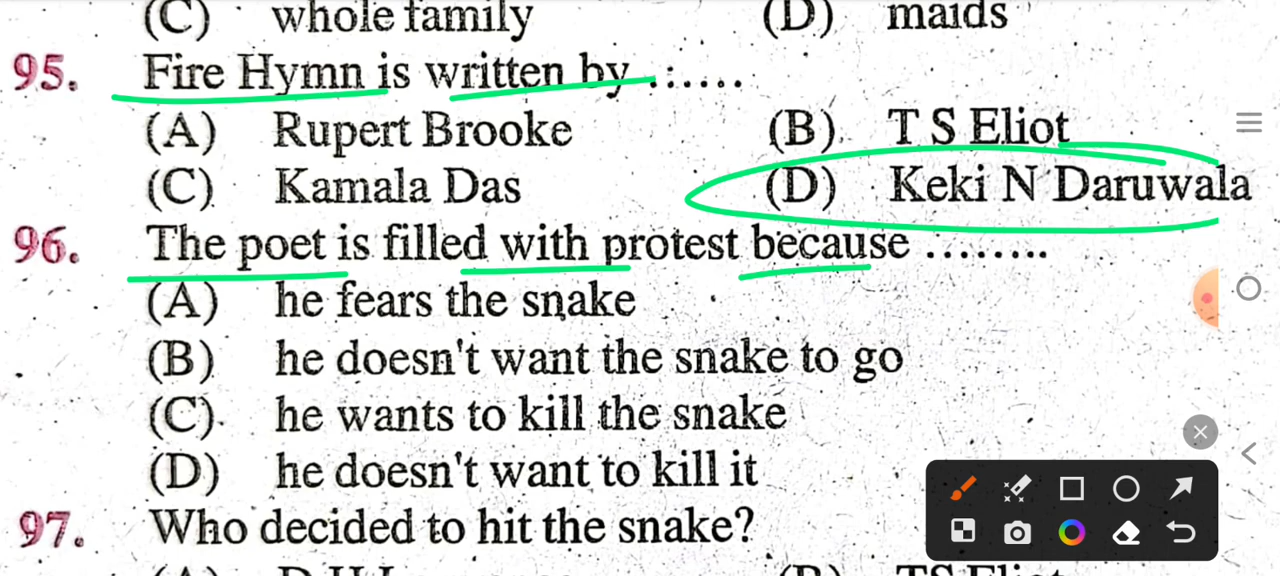 (C) whole family (D) maids
95. Fire Hymn is written by .......
(A) Rupert Brooke (B) T S Eliot
(C) Kamala Das (D) Keki N Daruwala
96. The poet is filled with protest because ........
(A) he fears the snake
(B) he doesn't want the snake to go
(C) he wants to kill the snake
(D) he doesn't want to kill it
97. Who decided to hit the snake?
(A) D H L (B) TS Eliot